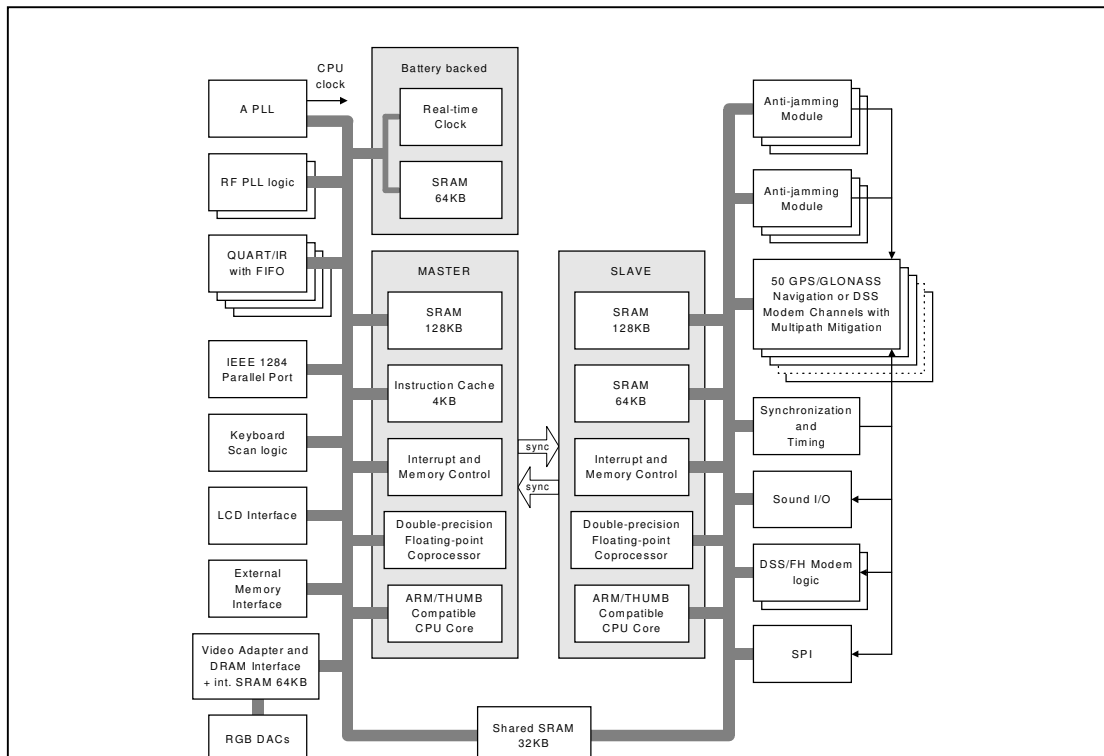 CPU
clock
A PLL
RF PLL logic
QUART/IR
with FIFO
IEEE 1284
Parallel Port
Keyboard
Scan logic
LCD Interface
External
Memory
Interface
Video Adapter and
DRAM Interface
+ int. SRAM 64KB
RGB DACs
Battery backed
Real-time
Clock
SRAM
64KB
MASTER
SRAM
128KB
Instruction Cache
4KB
Interrupt and
Memory Control
Double-precision
Floating-point
Coprocessor
ARM/THUMB
Compatible
CPU Core
sync
sync
SLAVE
SRAM
128KB
SRAM
64KB
Interrupt and
Memory Control
Double-precision
Floating-point
Coprocessor
ARM/THUMB
Compatible
CPU Core
Shared SRAM
32KB
Anti-jamming
Module
Anti-jamming
Module
50 GPS/GLONASS
Navigation or DSS
Modem Channels with
Multipath Mitigation
Synchronization
and
Timing
Sound I/O
DSS/FH Modem
logic
SPI